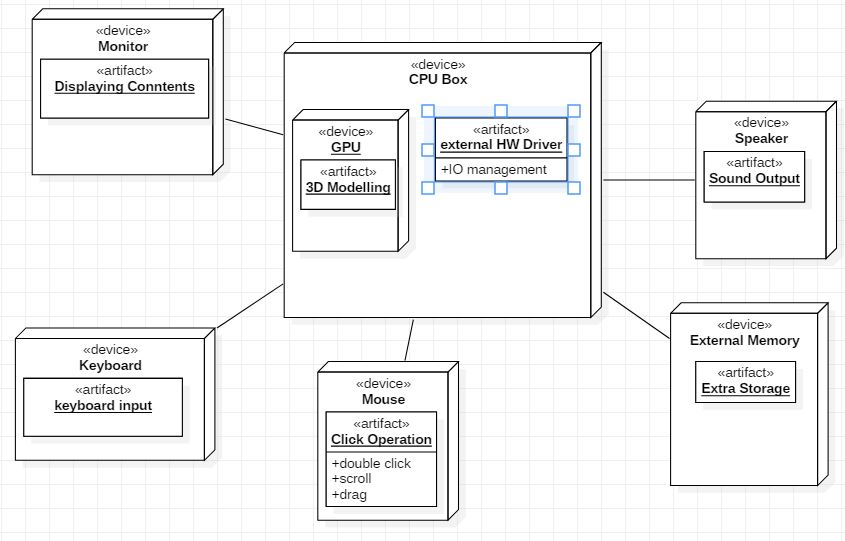 «device»
Monitor
«artifact»
Displaying Conntents
«device»
CPU Box
«device»
GPU
«artifact»
3D Modelling
«artifact»
external HW Driver
+IO management
«device»
Speaker
«artifact»
Sound Output
«device»
Keyboard
«artifact»
keyboard input
«device»
Mouse
«artifact»
Click Operation
+double click
+scroll
+drag
«device»
External Memory
«artifact»
Extra Storage